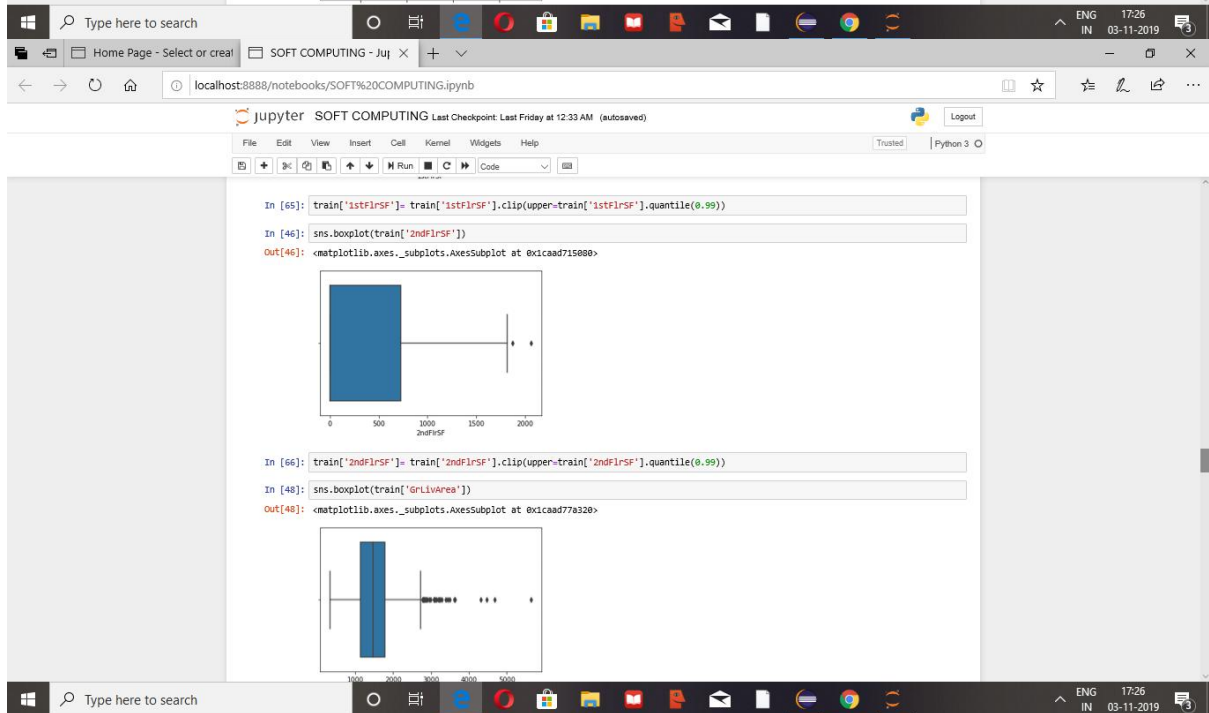 Type here to search
ENG 17:26
IN 03-11-2019
3
Home Page - Select or creat
SOFT COMPUTING - Juj
localhost:8888/notebooks/SOFT%20COMPUTING.ipynb
jupyter SOFT COMPUTING Last Checkpoint: Last Friday at 12:33 AM (autosaved)
Logout
File Edit View Insert Cell Kernel Widgets Help
Trusted Python 3
Run Code
In [65]: train['1stFlrSF']= train['1stFlrSF'].clip(upper=train['1stFlrSF'].quantile(0.99))
In [46]: sns.boxplot(train['2ndFlrSF'])
Out[46]: <matplotlib.axes._subplots.AxesSubplot at 0x1caad715080>
0 500 1000 1500 2000
2ndFlrSF
In [66]: train['2ndFlrSF']= train['2ndFlrSF'].clip(upper=train['2ndFlrSF'].quantile(0.99))
In [48]: sns.boxplot(train['GrLivArea'])
Out[48]: <matplotlib.axes._subplots.AxesSubplot at 0x1caad77a320>
1000 2000 3000 4000 5000
Type here to search
ENG 17:26
IN 03-11-2019
3